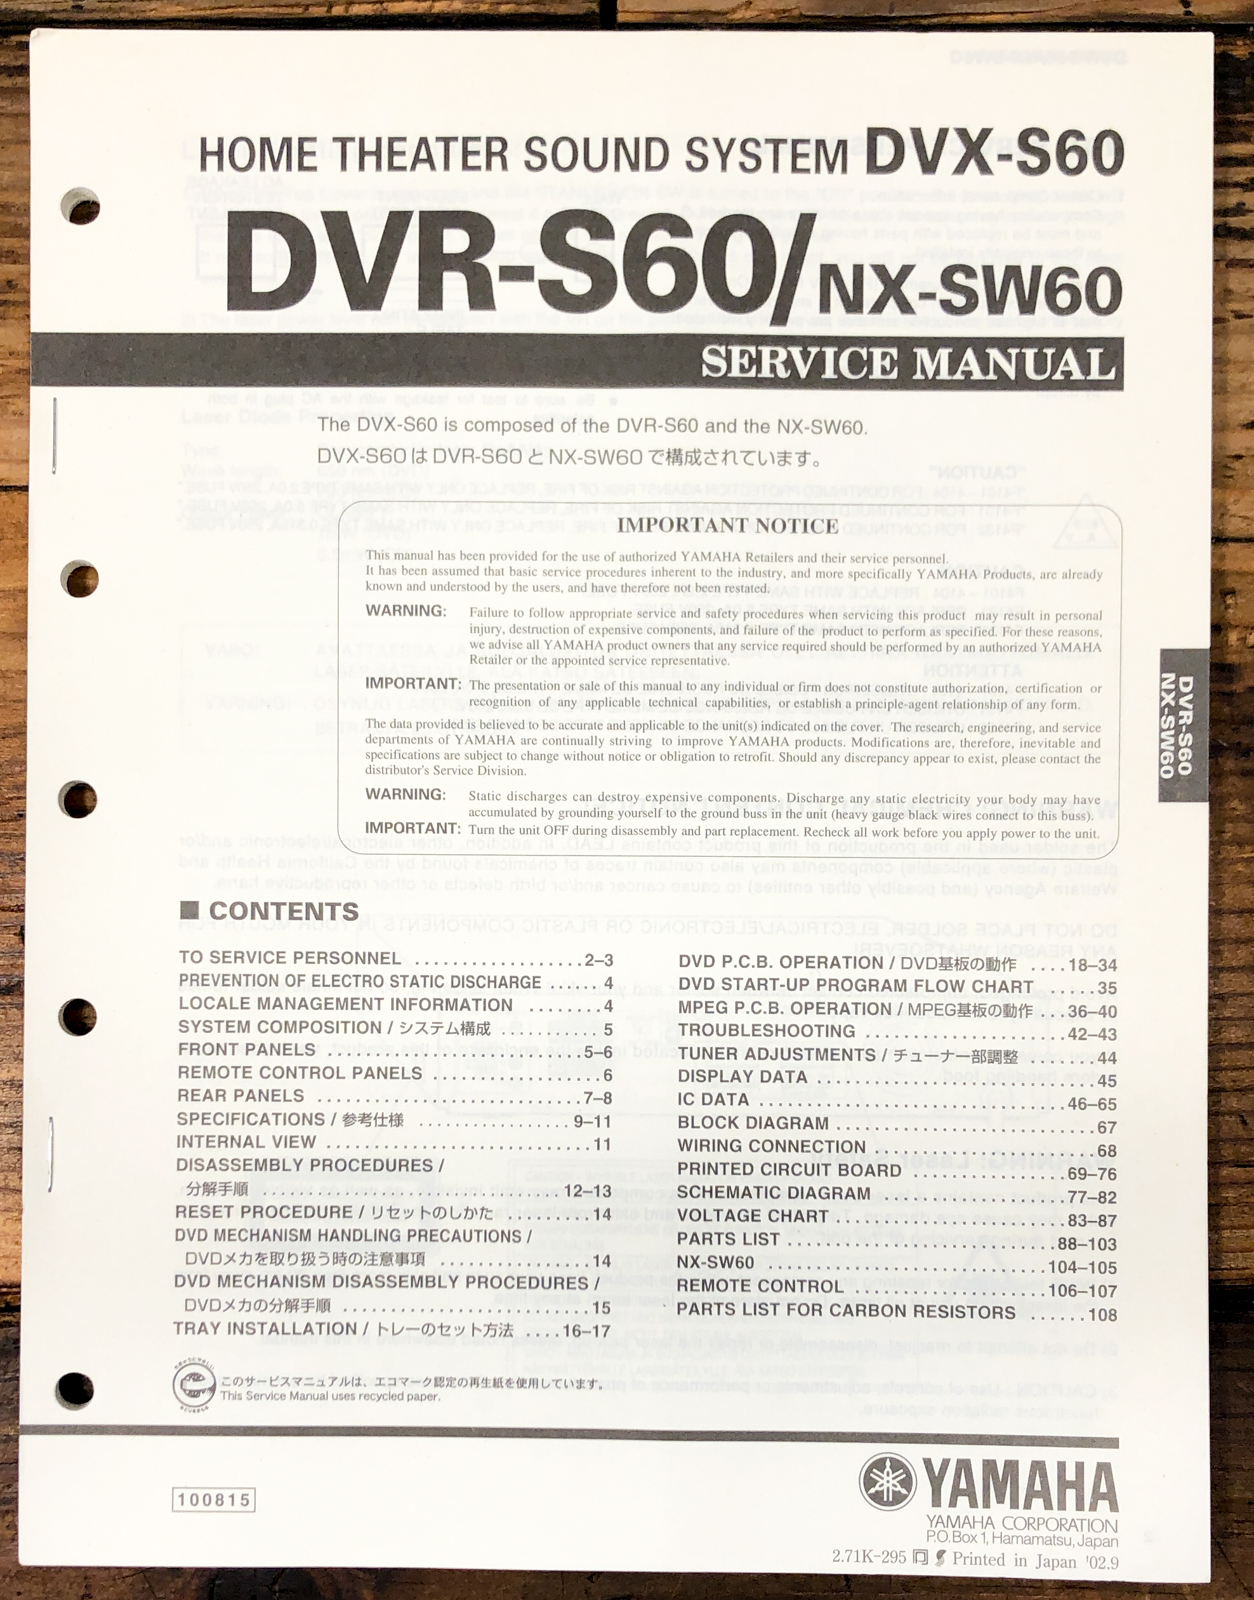 HOME THEATER SOUND SYSTEM DVX-S60
DVR-S60/NX-SW60
SERVICE MANUAL
The DVX-S60 is composed of the DVR-S60 and the NX-SW60.
DVX-S60 は DVR-S60 と NX-SW60 で構成されています。
IMPORTANT NOTICE
This manual has been provided for the use of authorized YAMAHA Retailers and their service personnel.
It has been assumed that basic service procedures inherent to the industry, and more specifically YAMAHA Products, are already
known and understood by the users, and have therefore not been restated.
WARNING: Failure to follow appropriate service and safety procedures when servicing this product may result in personal
injury, destruction of expensive components, and failure of the product to perform as specified. For these reasons,
we advise all YAMAHA product owners that any service required should be performed by an authorized YAMAHA
Retailer or the appointed service representative.
IMPORTANT: The presentation or sale of this manual to any individual or firm does not constitute authorization, certification or
recognition of any applicable technical capabilities, or establish a principle-agent relationship of any form.
The data provided is believed to be accurate and applicable to the unit(s) indicated on the cover. The research, engineering, and service
departments of YAMAHA are continually striving to improve YAMAHA products. Modifications are, therefore, inevitable and
specifications are subject to change without notice or obligation to retrofit. Should any discrepancy appear to exist, please contact the
distributor's Service Division.
WARNING: Static discharges can destroy expensive components. Discharge any static electricity your body may have
accumulated by grounding yourself to the ground buss in the unit (heavy gauge black wires connect to this buss).
IMPORTANT: Turn the unit OFF during disassembly and part replacement. Recheck all work before you apply power to the unit.
DVR-S60
NX-SW60
■ CONTENTS
TO SERVICE PERSONNEL .................. 2–3
PREVENTION OF ELECTRO STATIC DISCHARGE ...... 4
LOCALE MANAGEMENT INFORMATION .......... 4
SYSTEM COMPOSITION / システム構成 ............ 5
FRONT PANELS ........................... 5–6
REMOTE CONTROL PANELS .................. 6
REAR PANELS ............................ 7–8
SPECIFICATIONS / 参考仕様 ................ 9–11
INTERNAL VIEW ............................ 11
DISASSEMBLY PROCEDURES /
分解手順 ................................ 12–13
RESET PROCEDURE / リセットのしかた .......... 14
DVD MECHANISM HANDLING PRECAUTIONS /
DVDメカを取り扱う時の注意事項 ................ 14
DVD MECHANISM DISASSEMBLY PROCEDURES /
DVDメカの分解手順 .......................... 15
TRAY INSTALLATION / トレーのセット方法 .... 16–17
DVD P.C.B. OPERATION / DVD基板の動作 .... 18–34
DVD START-UP PROGRAM FLOW CHART ...... 35
MPEG P.C.B. OPERATION / MPEG基板の動作 ... 36–40
TROUBLESHOOTING ..................... 42–43
TUNER ADJUSTMENTS / チューナー部調整 ........ 44
DISPLAY DATA ............................ 45
IC DATA ............................... 46–65
BLOCK DIAGRAM .......................... 67
WIRING CONNECTION ...................... 68
PRINTED CIRCUIT BOARD ................ 69–76
SCHEMATIC DIAGRAM .................... 77–82
VOLTAGE CHART ........................ 83–87
PARTS LIST ........................... 88–103
NX-SW60 ............................. 104–105
REMOTE CONTROL ..................... 106–107
PARTS LIST FOR CARBON RESISTORS ...... 108
このサービスマニュアルは、エコマーク認定の再生紙を使用しています。
This Service Manual uses recycled paper.
100815
YAMAHA
YAMAHA CORPORATION
P.O.Box 1, Hamamatsu, Japan
2.71K-295 Printed in Japan '02.9